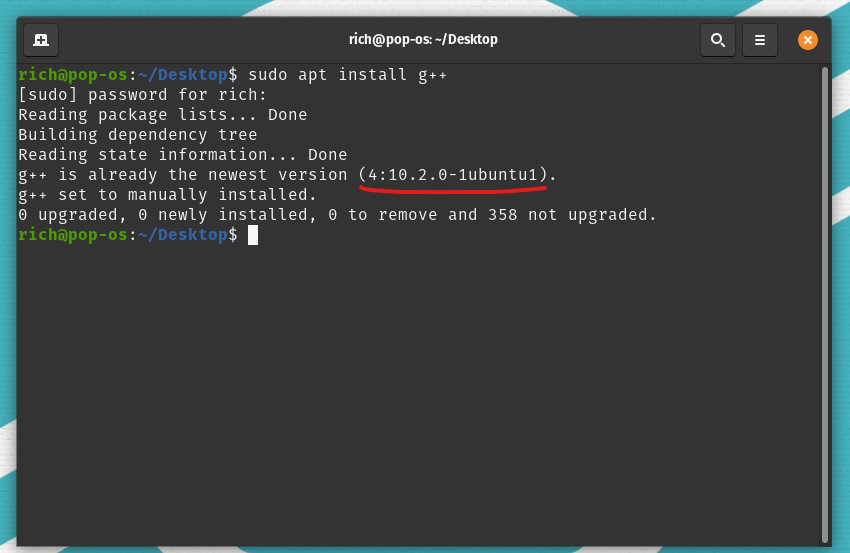 rich@pop-os: ~/Desktop
rich@pop-os:~/Desktop$ sudo apt install g++
[sudo] password for rich:
Reading package lists... Done
Building dependency tree
Reading state information... Done
g++ is already the newest version (4:10.2.0-1ubuntu1).
g++ set to manually installed.
0 upgraded, 0 newly installed, 0 to remove and 358 not upgraded.
rich@pop-os:~/Desktop$